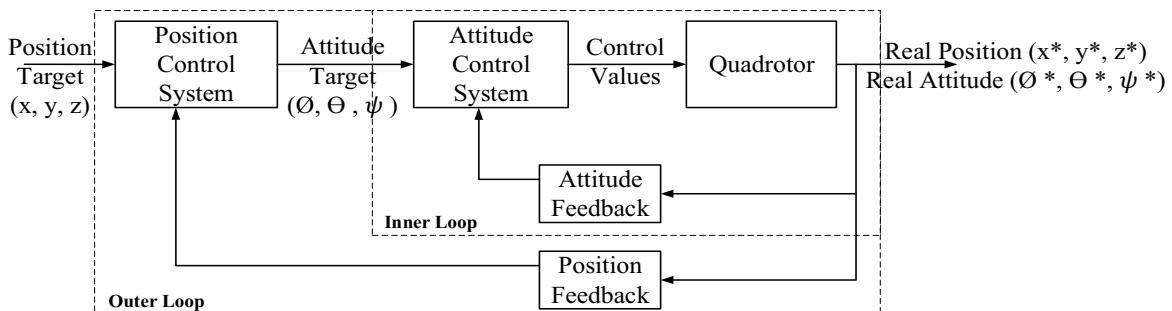 Position
Target
(x, y, z)
Position
Control
System
Attitude
Target
(Ø, Ө , ψ )
Attitude
Control
System
Control
Values
Quadrotor
Real Position (x*, y*, z*)
Real Attitude (Ø *, Ө *, ψ *)
Attitude
Feedback
Inner Loop
Position
Feedback
Outer Loop